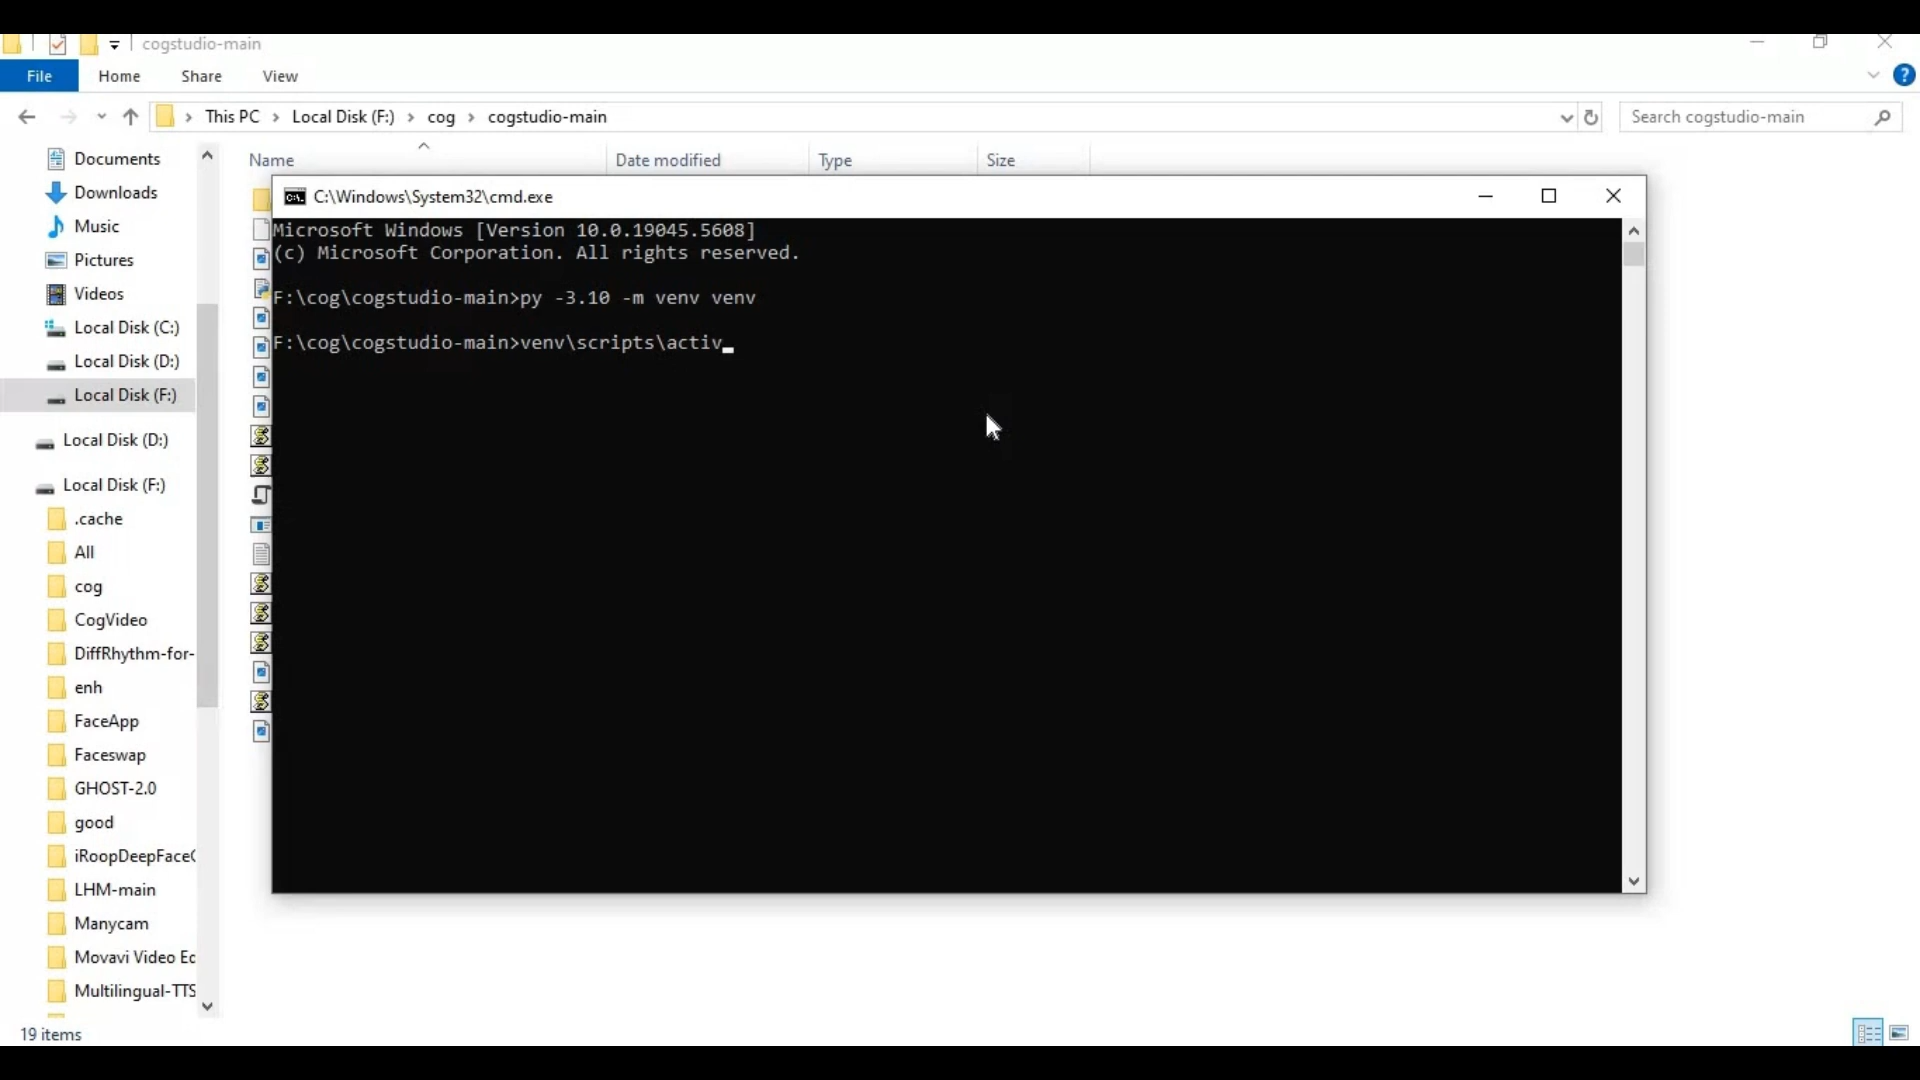 cogstudio-main
File Home Share View
This PC > Local Disk (F:) > cog > cogstudio-main
Search cogstudio-main
Name Date modified Type Size
Documents
Downloads
Music
Pictures
Videos
Local Disk (C:)
Local Disk (D:)
Local Disk (F:)
Local Disk (D:)
Local Disk (F:)
.cache
All
cog
CogVideo
DiffRhythm-for-
enh
FaceApp
Faceswap
GHOST-2.0
good
iRoopDeepFaceC
LHM-main
Manycam
Movavi Video Ec
Multilingual-TTS
19 items
C:\Windows\System32\cmd.exe
Microsoft Windows [Version 10.0.19045.5608]
(c) Microsoft Corporation. All rights reserved.
F:\cog\cogstudio-main>py -3.10 -m venv venv
F:\cog\cogstudio-main>venv\scripts\activ